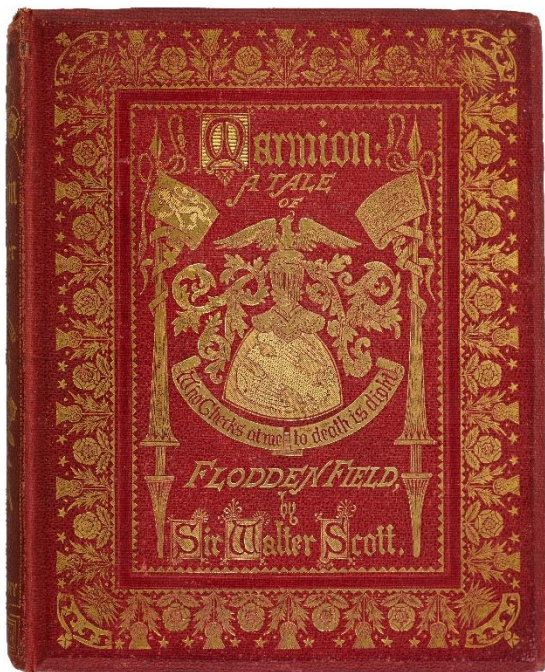 Marmion:
A TALE
OF
Who Checks at me to death is dight
FLODDEN FIELD,
by
Sir Walter Scott.